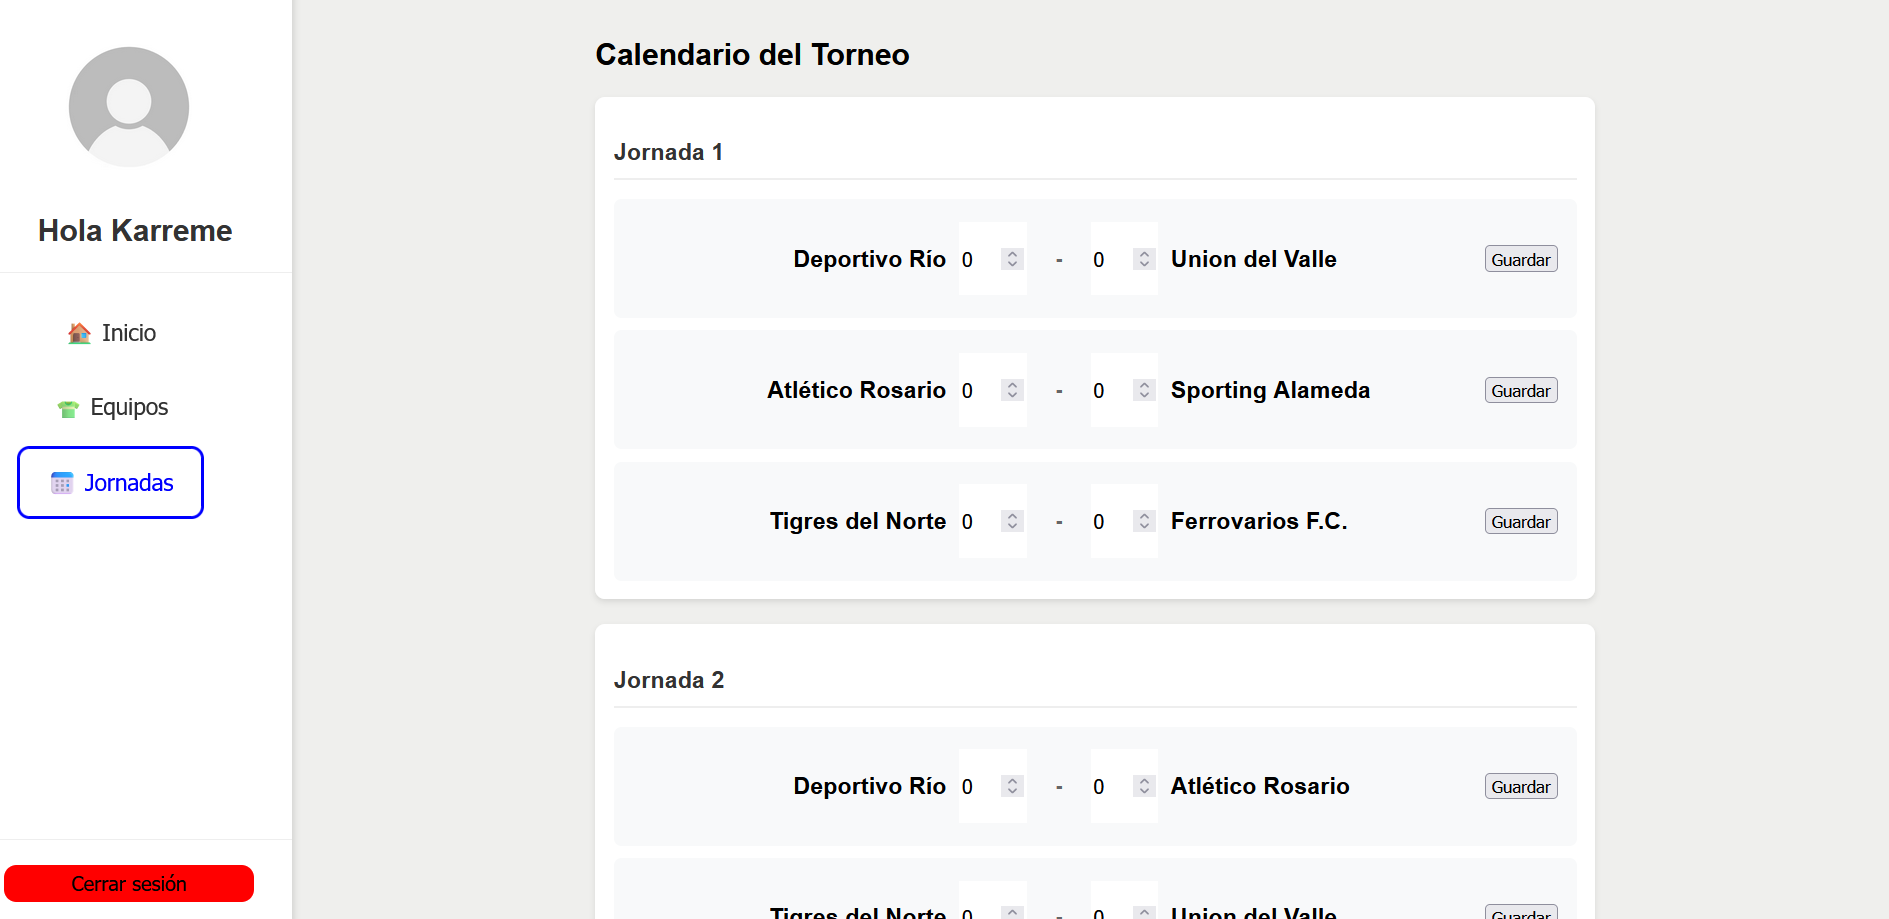 Hola Karreme
Inicio
Equipos
Jornadas
Cerrar sesión
Calendario del Torneo
Jornada 1
Deportivo Río 0 - 0 Union del Valle Guardar
Atlético Rosario 0 - 0 Sporting Alameda Guardar
Tigres del Norte 0 - 0 Ferrovarios F.C. Guardar
Jornada 2
Deportivo Río 0 - 0 Atlético Rosario Guardar
Tigres del Norte 0 - 0 Union del Valle Guardar